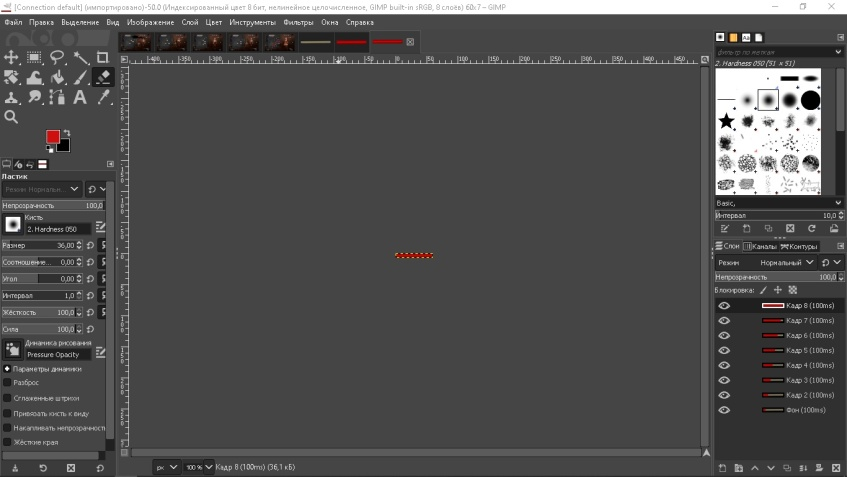 [Connection default] (импортировано)-50.0 (Индексированный цвет 8 бит, нелинейное целочисленное, GIMP built-in sRGB, 8 слоёв) 60x7 – GIMP
Файл Правка Выделение Вид Изображение Слой Цвет Инструменты Фильтры Окна Справка
фильтр по меткам
2. Hardness 050 (51 × 51)
Ластик
Режим Нормальн...
Непрозрачность 100,0
Кисть
2. Hardness 050
Размер 36,00
Соотношение... 0,00
Угол 0,00
Интервал 1,0
Жёсткость 100,0
Сила 100,0
Динамика рисования
Pressure Opacity
Параметры динамики
Разброс
Сглаженные штрихи
Привязать кисть к виду
Накапливать непрозрачность
Жёсткие края
px 100 % Кадр 8 (100ms) (36,1 кБ)
Basic,
Интервал 10,0
Слои Каналы Контуры
Режим Нормальный
Непрозрачность 100,0
Блокировка:
Кадр 8 (100ms)
Кадр 7 (100ms)
Кадр 6 (100ms)
Кадр 5 (100ms)
Кадр 4 (100ms)
Кадр 3 (100ms)
Кадр 2 (100ms)
Фон (100ms)